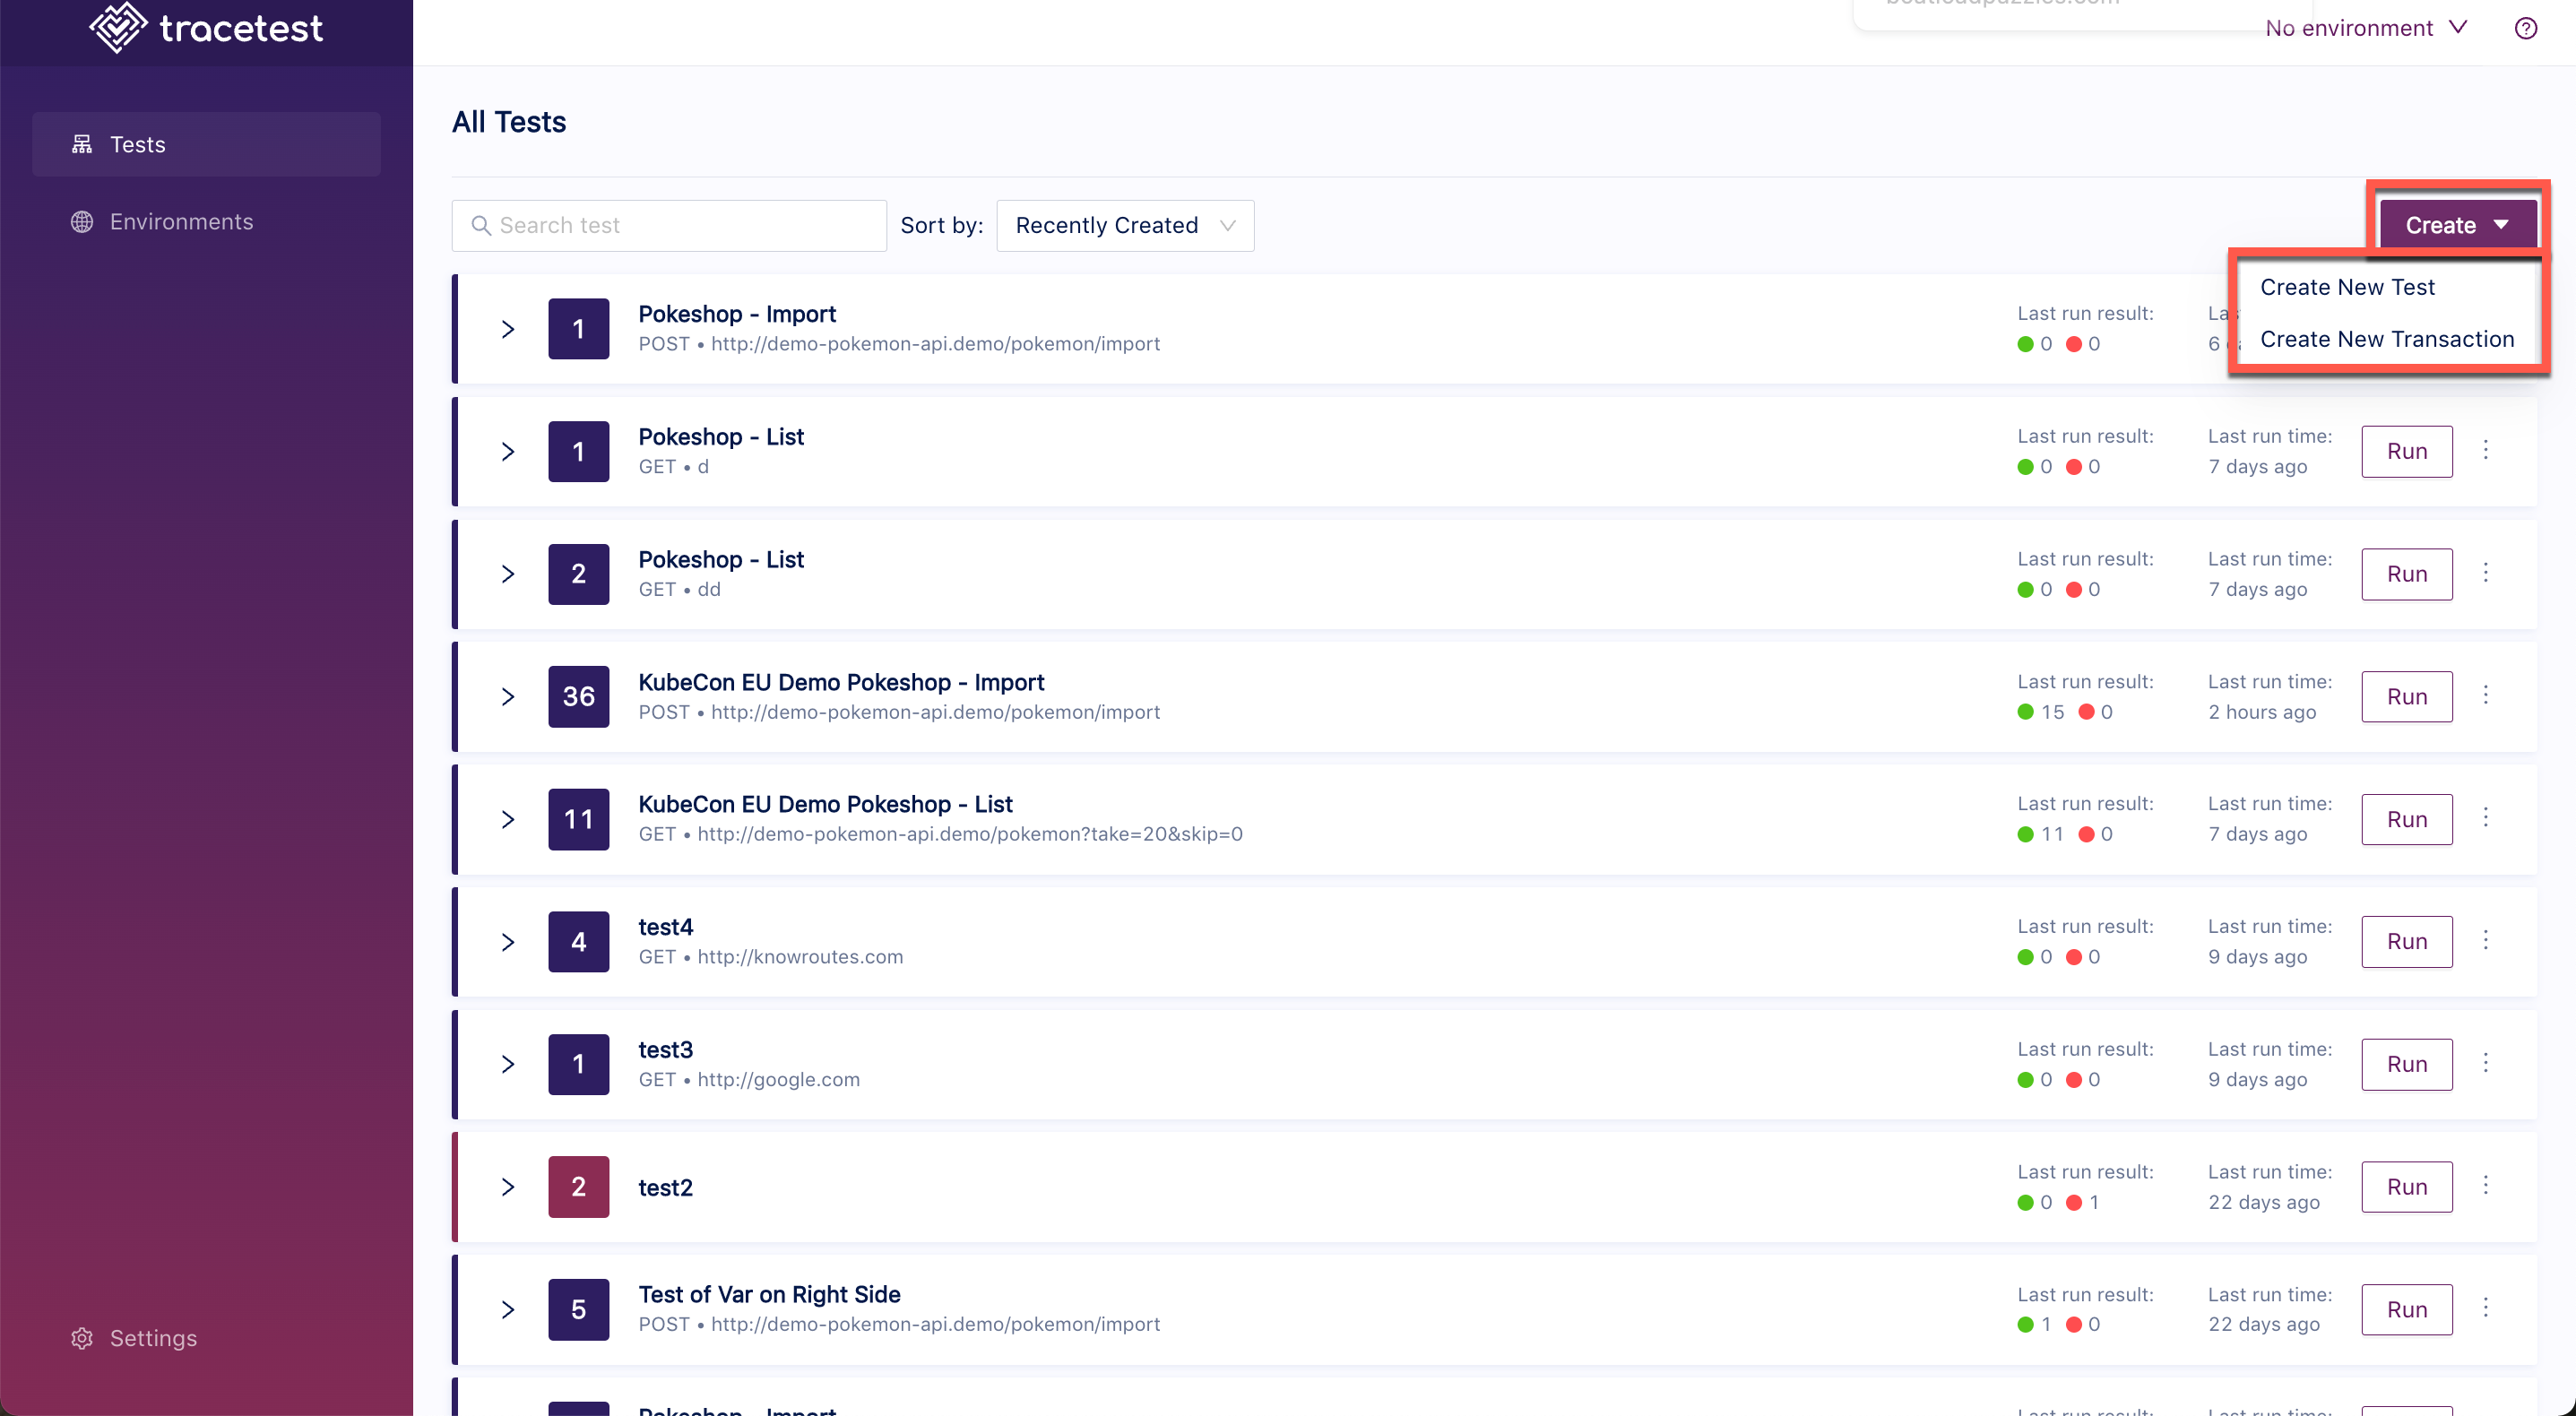 tracetest
No environment
Tests
Environments
Settings
All Tests
Search test
Sort by:
Recently Created
Create
Create New Test
Create New Transaction
1
Pokeshop - Import
POST • http://demo-pokemon-api.demo/pokemon/import
Last run result:
0 0
6
1
Pokeshop - List
GET • d
Last run result:
0 0
Last run time:
7 days ago
Run
2
Pokeshop - List
GET • dd
Last run result:
0 0
Last run time:
7 days ago
Run
36
KubeCon EU Demo Pokeshop - Import
POST • http://demo-pokemon-api.demo/pokemon/import
Last run result:
15 0
Last run time:
2 hours ago
Run
11
KubeCon EU Demo Pokeshop - List
GET • http://demo-pokemon-api.demo/pokemon?take=20&skip=0
Last run result:
11 0
Last run time:
7 days ago
Run
4
test4
GET • http://knowroutes.com
Last run result:
0 0
Last run time:
9 days ago
Run
1
test3
GET • http://google.com
Last run result:
0 0
Last run time:
9 days ago
Run
2
test2
Last run result:
0 1
Last run time:
22 days ago
Run
5
Test of Var on Right Side
POST • http://demo-pokemon-api.demo/pokemon/import
Last run result:
1 0
Last run time:
22 days ago
Run
Pokeshop - Import
Last run result:
Last run time: